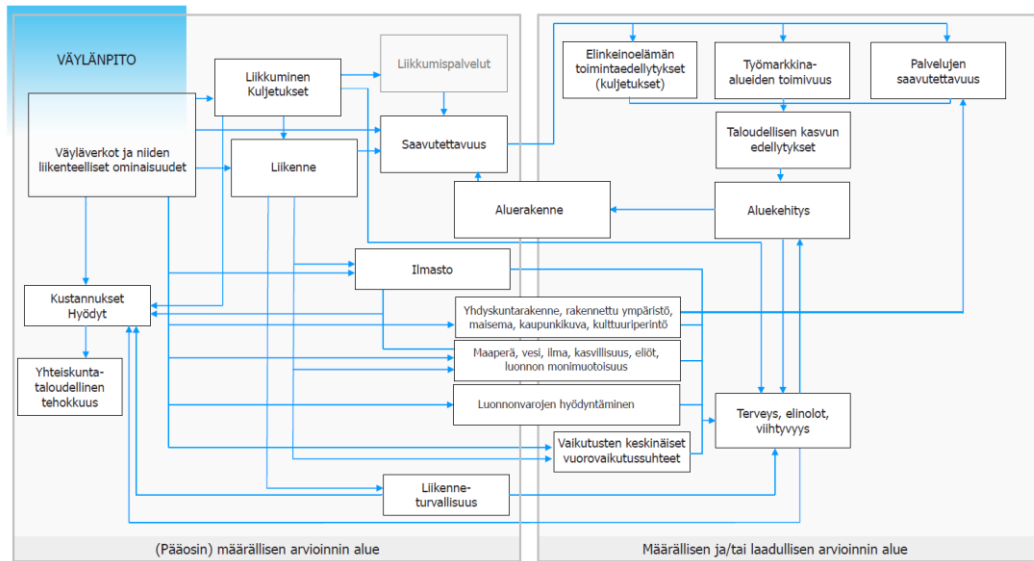 VÄYLÄNPITO
Väyläverkot ja niiden
liikenteelliset ominaisuudet
Liikkuminen
Kuljetukset
Liikkumispalvelut
Liikenne
Saavutettavuus
Elinkeinoelämän
toimintaedellytykset
(kuljetukset)
Työmarkkina-
alueiden toimivuus
Palvelujen
saavutettavuus
Taloudellisen kasvun
edellytykset
Aluerakenne
Aluekehitys
Ilmasto
Kustannukset
Hyödyt
Yhdyskuntarakenne, rakennettu ympäristö,
maisema, kaupunkikuva, kulttuuriperintö
Maaperä, vesi, ilma, kasvillisuus, eliöt,
luonnon monimuotoisuus
Yhteiskunta-
taloudellinen
tehokkuus
Luonnonvarojen hyödyntäminen
Terveys, elinolot,
viihtyvyys
Vaikutusten keskinäiset
vuorovaikutussuhteet
Liikenne-
turvallisuus
(Pääosin) määrällisen arvioinnin alue
Määrällisen ja/tai laadullisen arvioinnin alue